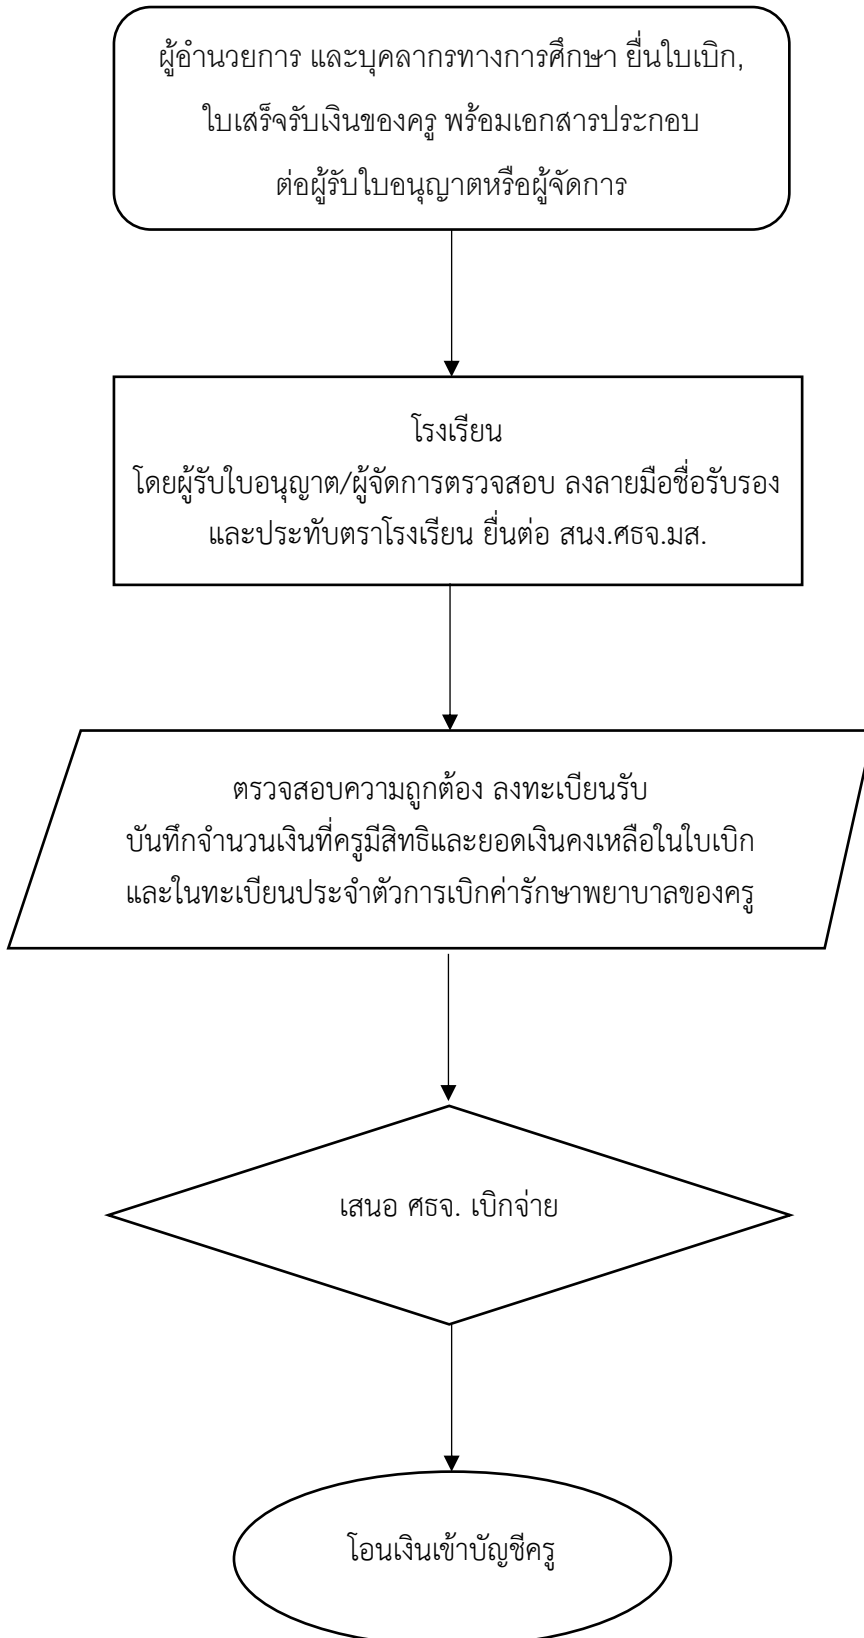 ผู้อำนวยการ และบุคลากรทางการศึกษา ยื่นใบเบิก,
ใบเสร็จรับเงินของครู พร้อมเอกสารประกอบ
ต่อผู้รับใบอนุญาตหรือผู้จัดการ
โรงเรียน
โดยผู้รับใบอนุญาต/ผู้จัดการตรวจสอบ ลงลายมือชื่อรับรอง
และประทับตราโรงเรียน ยื่นต่อ สนง.ศธจ.มส.
ตรวจสอบความถูกต้อง ลงทะเบียนรับ
บันทึกจำนวนเงินที่ครูมีสิทธิและยอดเงินคงเหลือในใบเบิก
และในทะเบียนประจำตัวการเบิกค่ารักษาพยาบาลของครู
เสนอ ศธจ. เบิกจ่าย
โอนเงินเข้าบัญชีครู